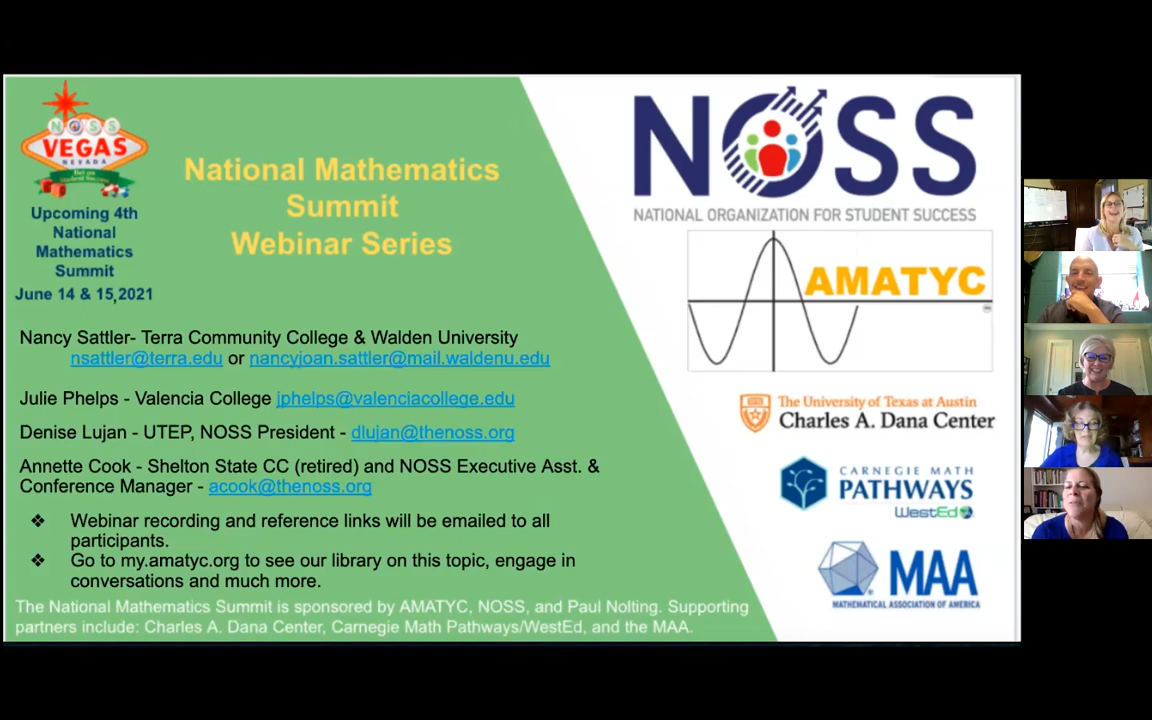 NOSS
VEGAS
NEVADA
Upcoming 4th
National
Mathematics
Summit
June 14 & 15,2021
National Mathematics
Summit
Webinar Series
Nancy Sattler- Terra Community College & Walden University
nsattler@terra.edu or nancyjoan.sattler@mail.waldenu.edu
Julie Phelps - Valencia College jphelps@valenciacollege.edu
Denise Lujan - UTEP, NOSS President - dlujan@thenoss.org
Annette Cook - Shelton State CC (retired) and NOSS Executive Asst. &
Conference Manager - acook@thenoss.org
❖ Webinar recording and reference links will be emailed to all
participants.
❖ Go to my.amatyc.org to see our library on this topic, engage in
conversations and much more.
The National Mathematics Summit is sponsored by AMATYC, NOSS, and Paul Nolting. Supporting
partners include: Charles A. Dana Center, Carnegie Math Pathways/WestEd, and the MAA.
NOSS
NATIONAL ORGANIZATION FOR STUDENT SUCCESS
AMATYC
The University of Texas at Austin
Charles A. Dana Center
CARNEGIE MATH
PATHWAYS
WestEd
MAA
MATHEMATICAL ASSOCIATION OF AMERICA